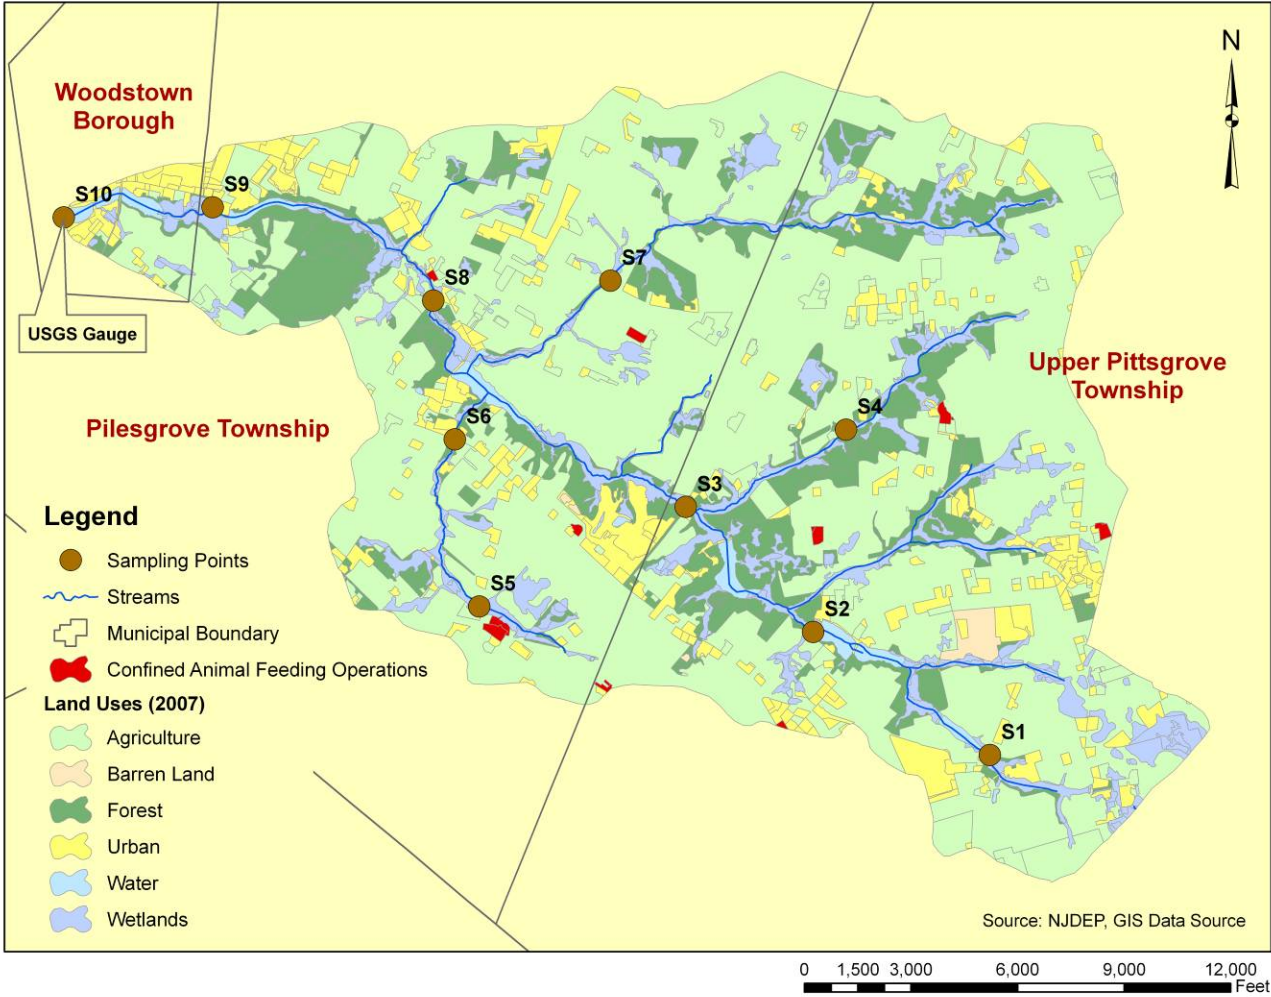 N
Woodstown
Borough
S10
S9
S8
S7
USGS Gauge
Upper Pittsgrove
Township
Pilesgrove Township
S6
S4
S3
S5
S2
S1
Legend
Sampling Points
Streams
Municipal Boundary
Confined Animal Feeding Operations
Land Uses (2007)
Agriculture
Barren Land
Forest
Urban
Water
Wetlands
Source: NJDEP, GIS Data Source
0 1,500 3,000 6,000 9,000 12,000
Feet